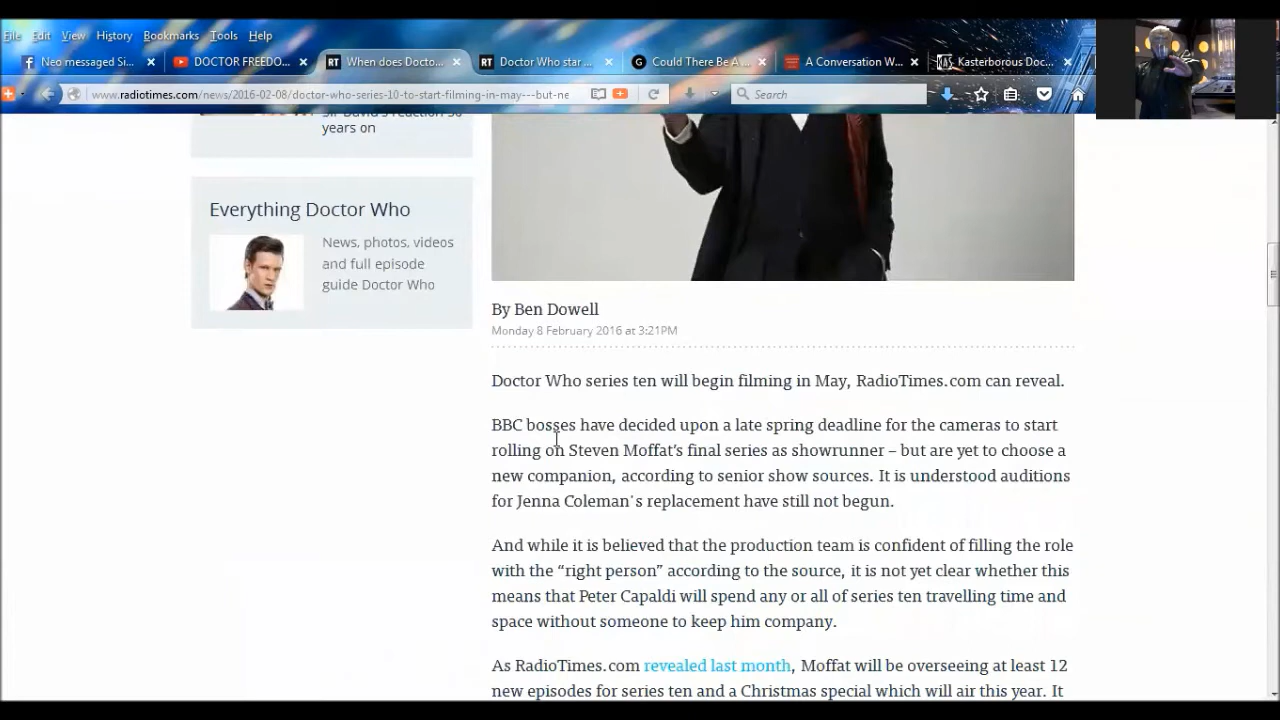 File Edit View History Bookmarks Tools Help
Neo messaged Si... × DOCTOR FREEDO... × When does Docto... × Doctor Who star ... × Could There Be A ... × A Conversation W... × Kasterborous Doc... ×
www.radiotimes.com/news/2016-02-08/doctor-who-series-10-to-start-filming-in-may---but-ne
Search
Sir David's reaction 50
years on
Everything Doctor Who
News, photos, videos
and full episode
guide Doctor Who
By Ben Dowell
Monday 8 February 2016 at 3:21PM
Doctor Who series ten will begin filming in May, RadioTimes.com can reveal.
BBC bosses have decided upon a late spring deadline for the cameras to start
rolling on Steven Moffat’s final series as showrunner – but are yet to choose a
new companion, according to senior show sources. It is understood auditions
for Jenna Coleman's replacement have still not begun.
And while it is believed that the production team is confident of filling the role
with the “right person” according to the source, it is not yet clear whether this
means that Peter Capaldi will spend any or all of series ten travelling time and
space without someone to keep him company.
As RadioTimes.com revealed last month, Moffat will be overseeing at least 12
new episodes for series ten and a Christmas special which will air this year. It